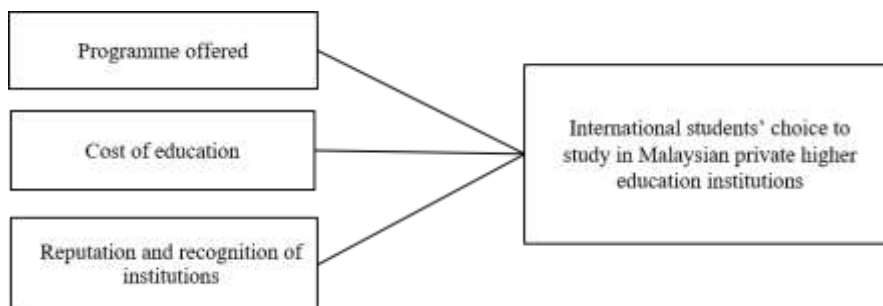 Programme offered
Cost of education
Reputation and recognition of
institutions
International students‘ choice to
study in Malaysian private higher
education institutions